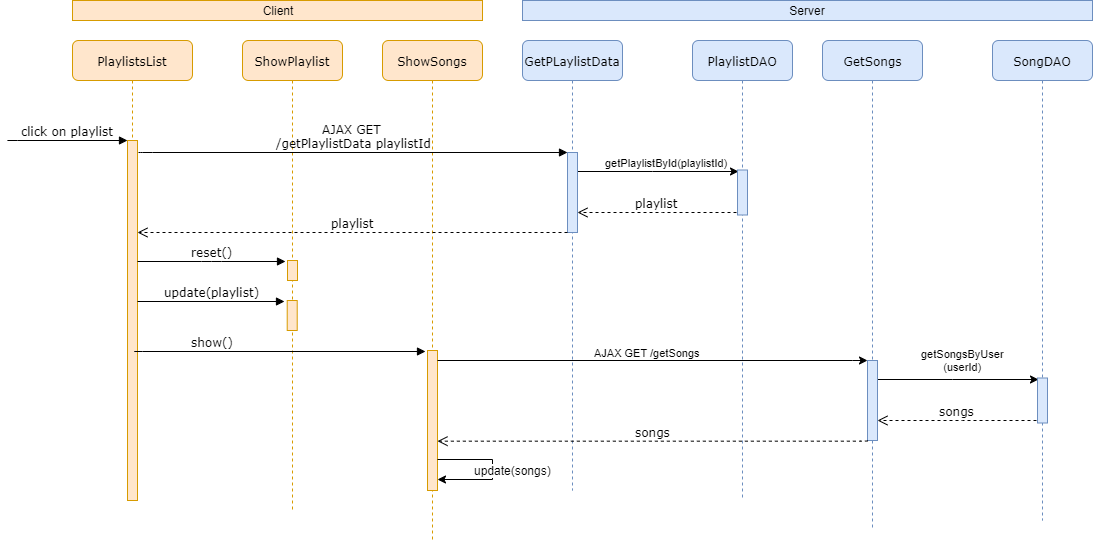 Client
Server
PlaylistsList
ShowPlaylist
ShowSongs
GetPLaylistData
PlaylistDAO
GetSongs
SongDAO
click on playlist
AJAX GET
/getPlaylistData playlistId
getPlaylistById(playlistId)
playlist
playlist
reset()
update(playlist)
show()
AJAX GET /getSongs
getSongsByUser
(userId)
songs
songs
update(songs)